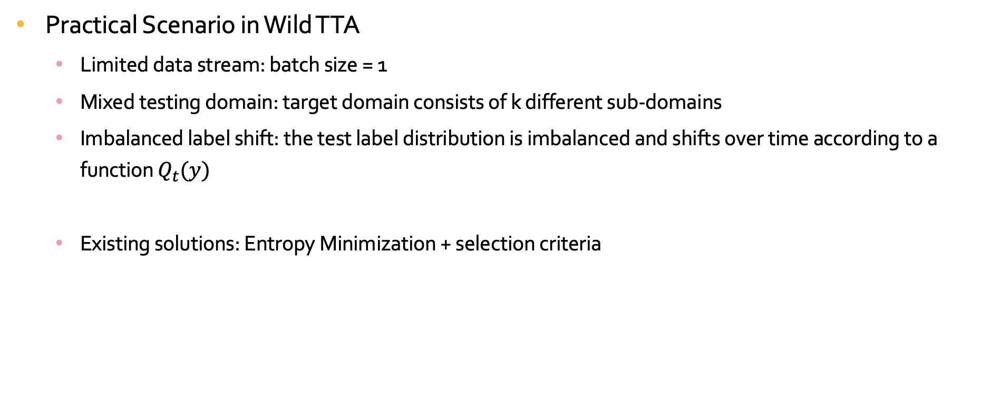 Practical Scenario in Wild TTA
Limited data stream: batch size = 1
Mixed testing domain: target domain consists of k different sub-domains
Imbalanced label shift: the test label distribution is imbalanced and shifts over time according to a
function Qₜ(y)
Existing solutions: Entropy Minimization + selection criteria